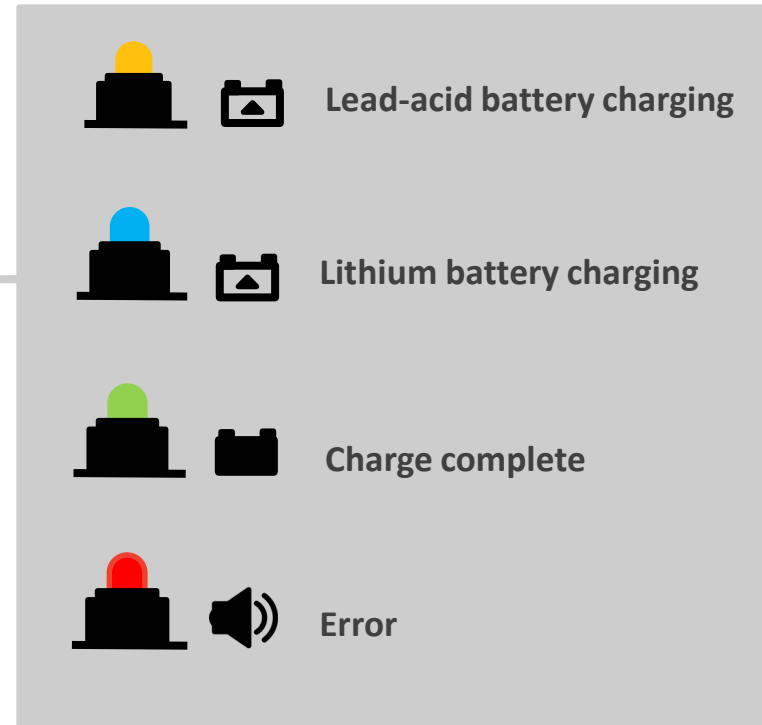 Lead-acid battery charging
Lithium battery charging
Charge complete
Error